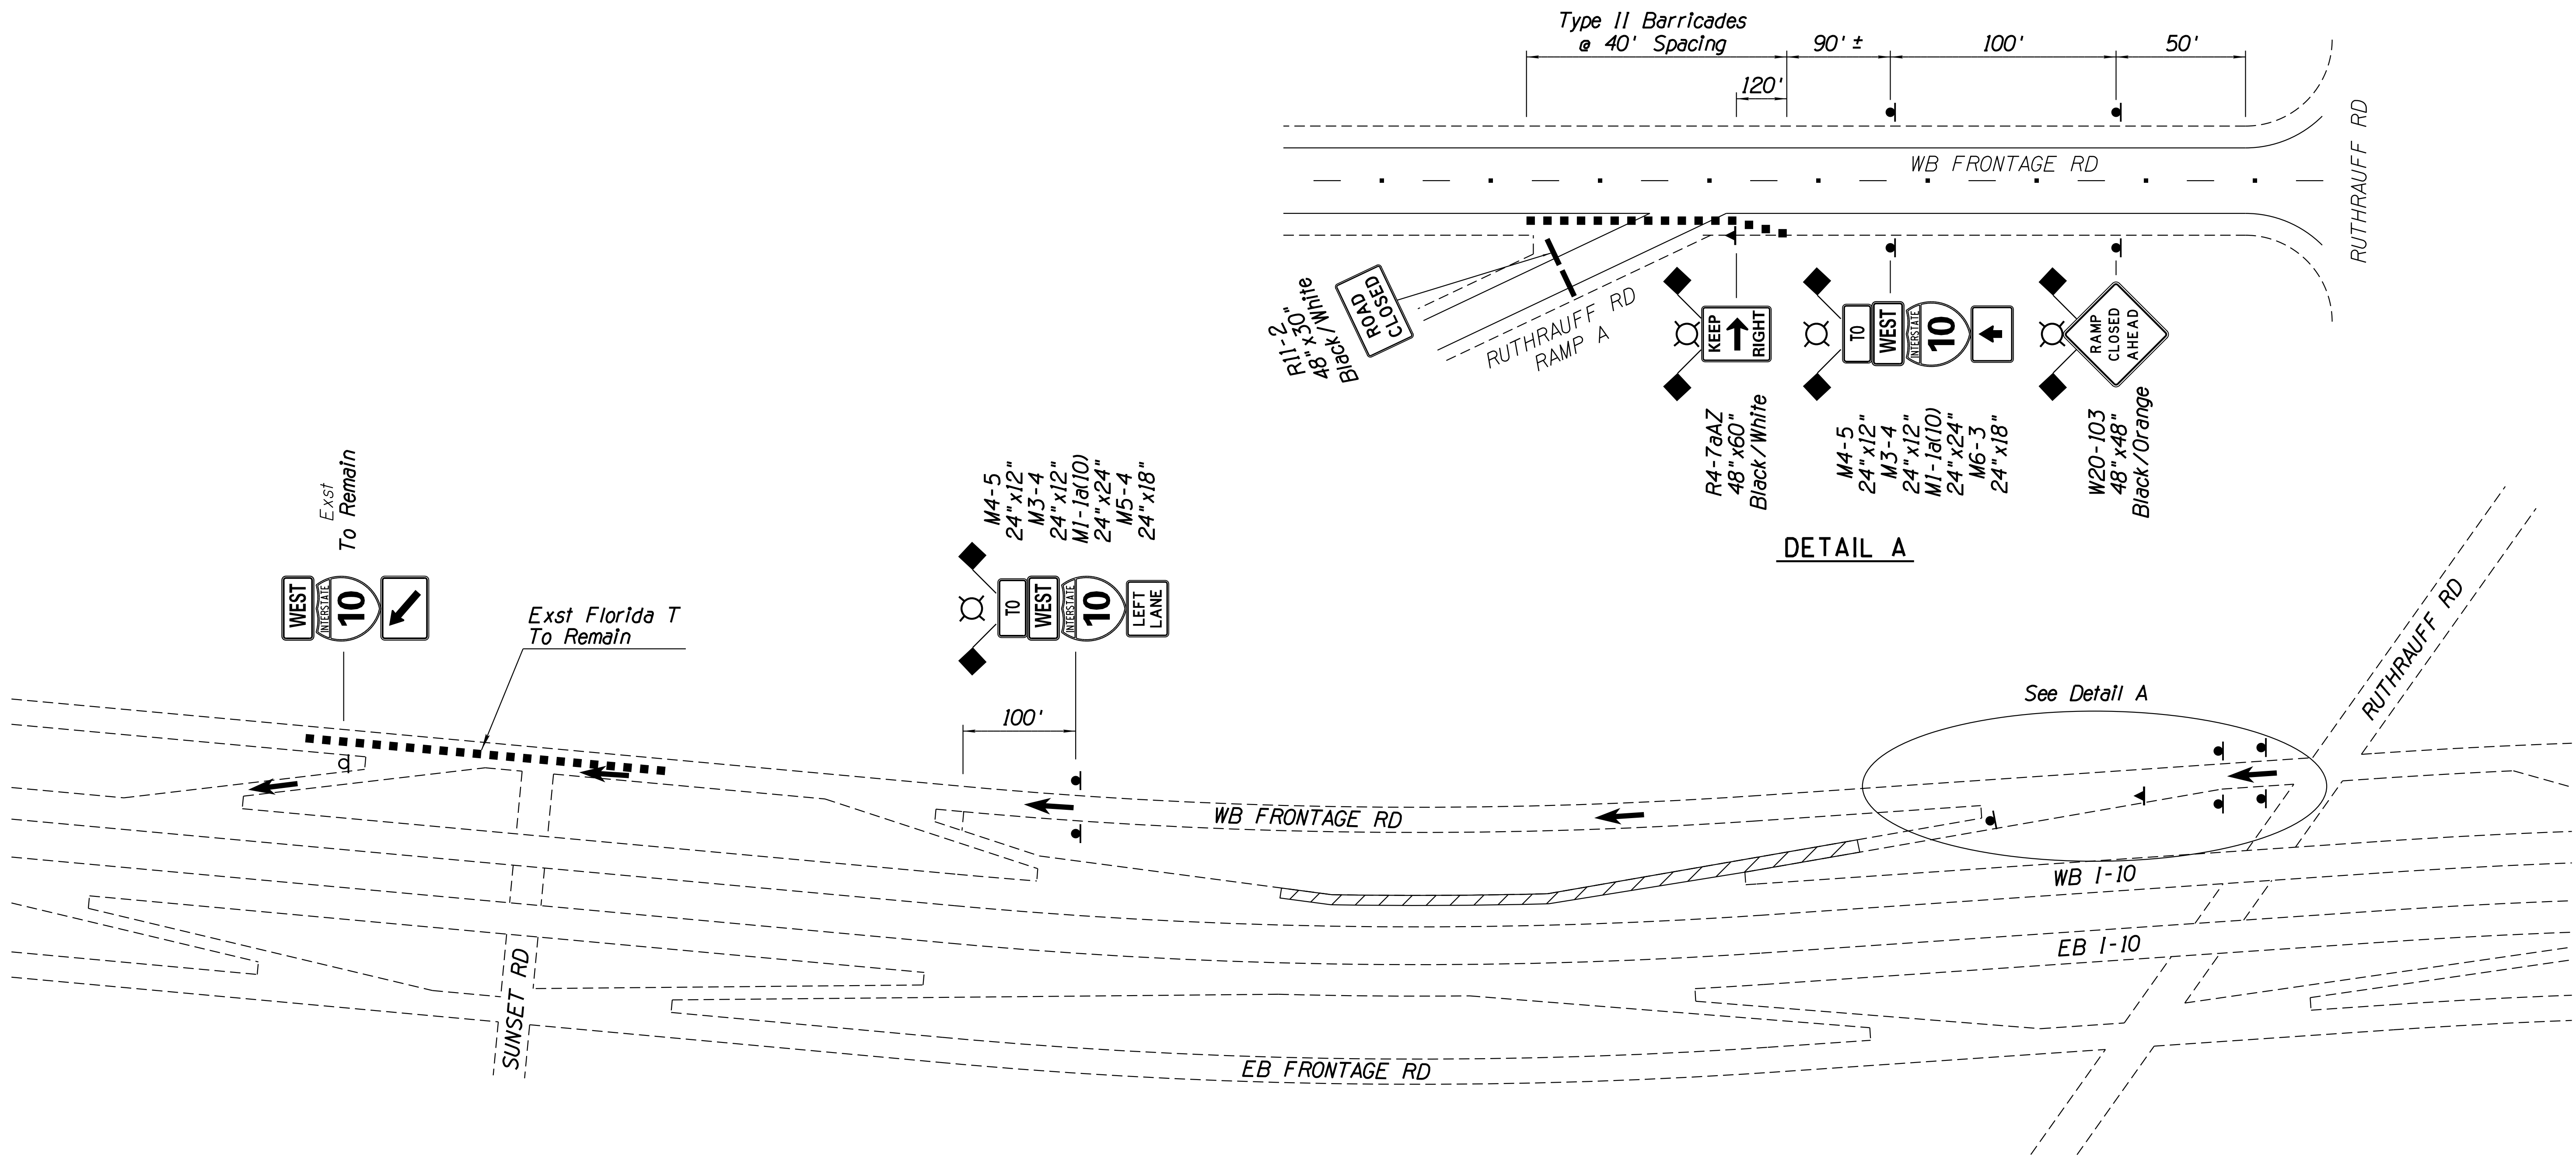 Type II Barricades
@ 40' Spacing
90' ±
100'
50'
120'
WB FRONTAGE RD
RUTHRAUFF RD
ROAD
CLOSED
R11-2
48"x30"
Black/White
RUTHRAUFF RD
RAMP A
KEEP
RIGHT
R4-7aAZ
48"x60"
Black/White
TO
WEST
INTERSTATE
10
M4-5
24"x12"
M3-4
24"x12"
M1-1a(10)
24"x24"
M6-3
24"x18"
RAMP
CLOSED
AHEAD
W20-103
48"x48"
Black/Orange
DETAIL A
Exst
To Remain
WEST
INTERSTATE
10
Exst Florida T
To Remain
M4-5
24"x12"
M3-4
24"x12"
M1-1a(10)
24"x24"
M5-4
24"x18"
TO
WEST
INTERSTATE
10
LEFT
LANE
100'
See Detail A
RUTHRAUFF RD
WB FRONTAGE RD
WB I-10
EB I-10
SUNSET RD
EB FRONTAGE RD